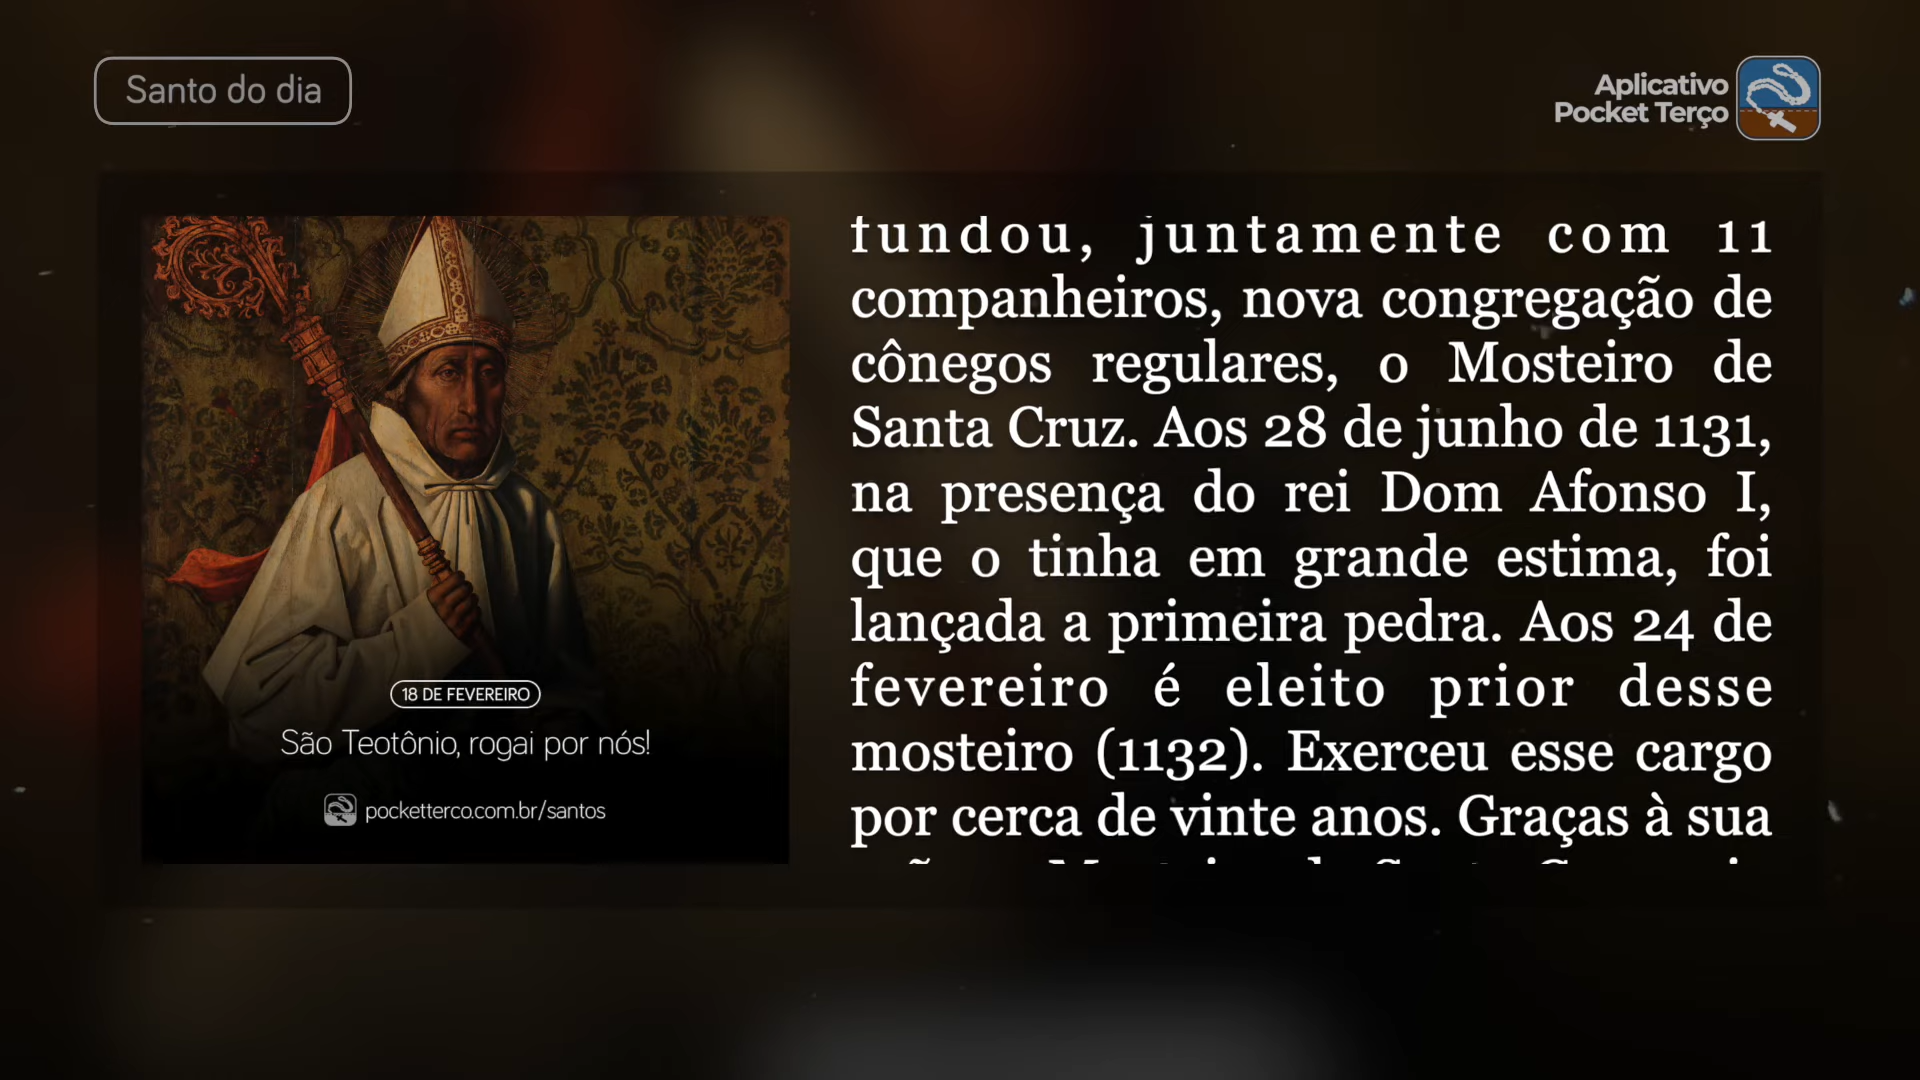 Santo do dia
Aplicativo
Pocket Terço
fundou, juntamente com 11
companheiros, nova congregação de
cônegos regulares, o Mosteiro de
Santa Cruz. Aos 28 de junho de 1131,
na presença do rei Dom Afonso I,
que o tinha em grande estima, foi
lançada a primeira pedra. Aos 24 de
fevereiro é eleito prior desse
mosteiro (1132). Exerceu esse cargo
por cerca de vinte anos. Graças à sua
18 DE FEVEREIRO
São Teotônio, rogai por nós!
pocketterco.com.br/santos